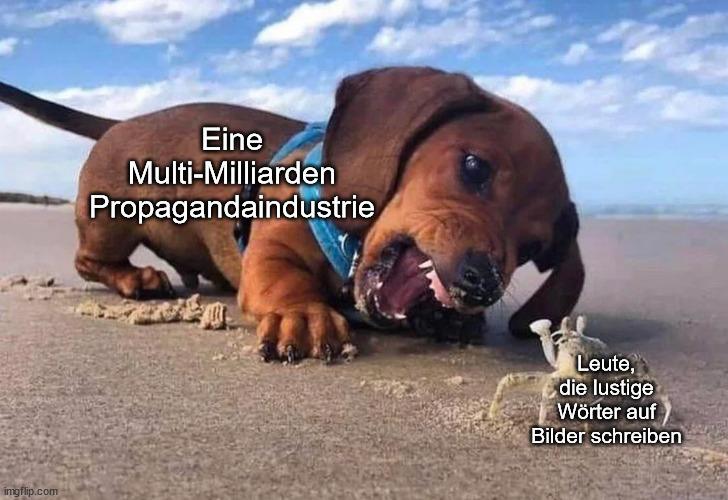 Eine
Multi-Milliarden
Propagandaindustrie
Leute,
die lustige
Wörter auf
Bilder schreiben
imgflip.com